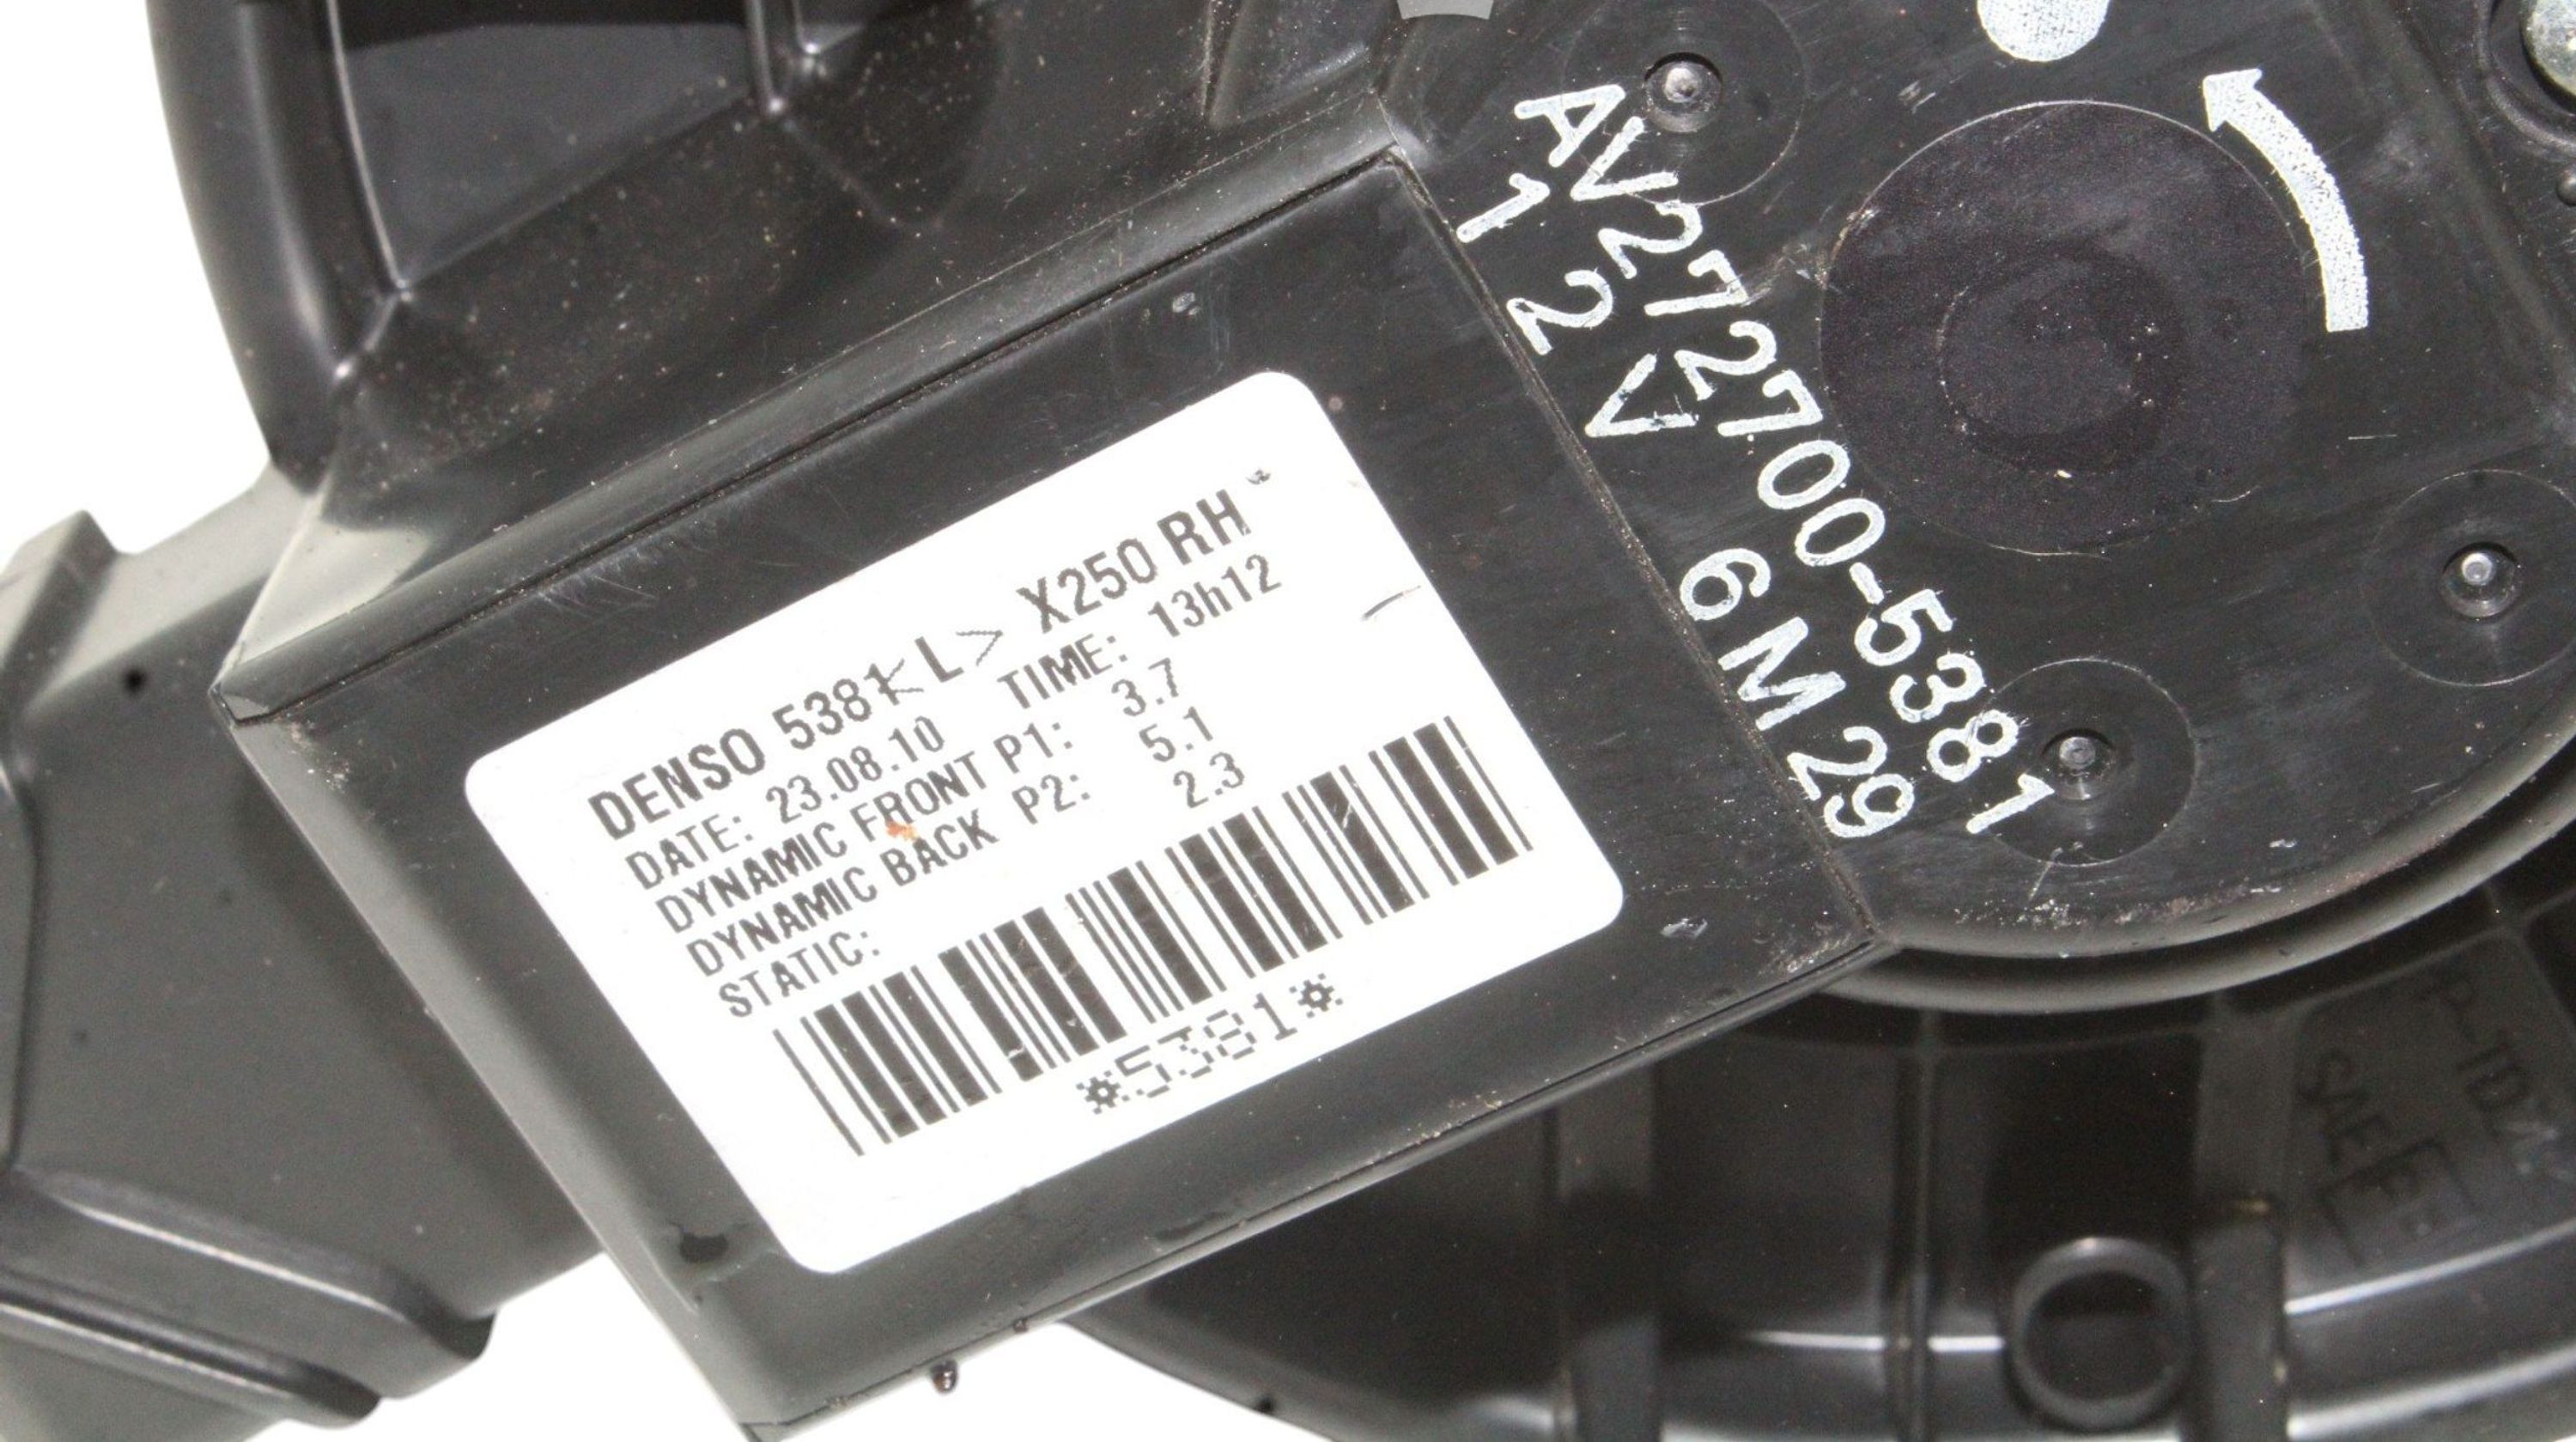 DENSO 5381< L> X250 RH
DATE: 23.08.10 TIME: 13h12
DYNAMIC FRONT P1: 3.7
DYNAMIC BACK P2: 5.1
STATIC: 2.3
*5381*
AV272700-5381
12V 6M29